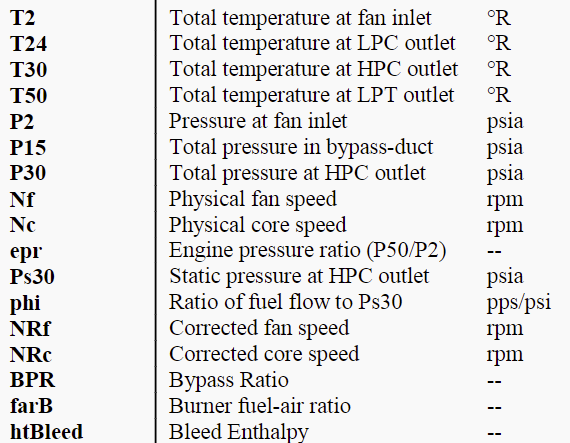 T2 Total temperature at fan inlet °R
T24 Total temperature at LPC outlet °R
T30 Total temperature at HPC outlet °R
T50 Total temperature at LPT outlet °R
P2 Pressure at fan inlet psia
P15 Total pressure in bypass-duct psia
P30 Total pressure at HPC outlet psia
Nf Physical fan speed rpm
Nc Physical core speed rpm
epr Engine pressure ratio (P50/P2) --
Ps30 Static pressure at HPC outlet psia
phi Ratio of fuel flow to Ps30 pps/psi
NRf Corrected fan speed rpm
NRc Corrected core speed rpm
BPR Bypass Ratio --
farB Burner fuel-air ratio --
htBleed Bleed Enthalpy --